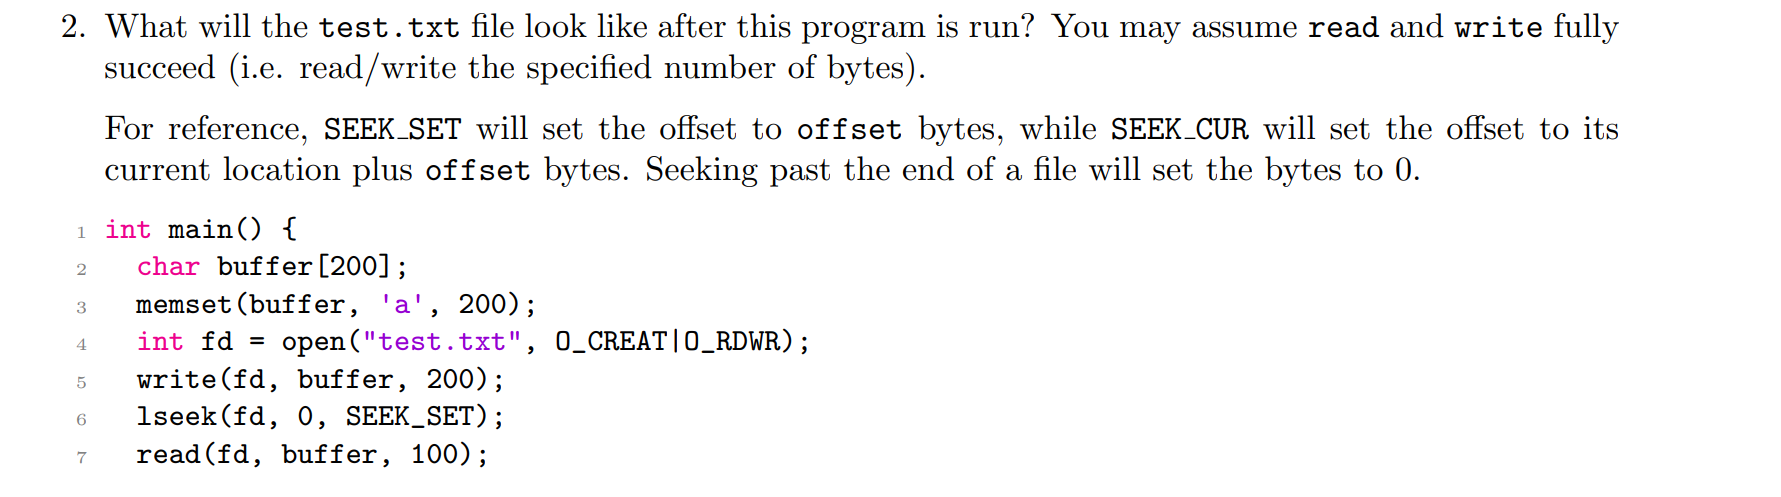 2. What will the test.txt file look like after this program is run? You may assume read and write fully
succeed (i.e. read/write the specified number of bytes).
For reference, SEEK_SET will set the offset to offset bytes, while SEEK_CUR will set the offset to its
current location plus offset bytes. Seeking past the end of a file will set the bytes to 0.
1 int main() {
2 char buffer[200];
3 memset(buffer, 'a', 200);
4 int fd = open("test.txt", O_CREAT|O_RDWR);
5 write(fd, buffer, 200);
6 lseek(fd, 0, SEEK_SET);
7 read(fd, buffer, 100);